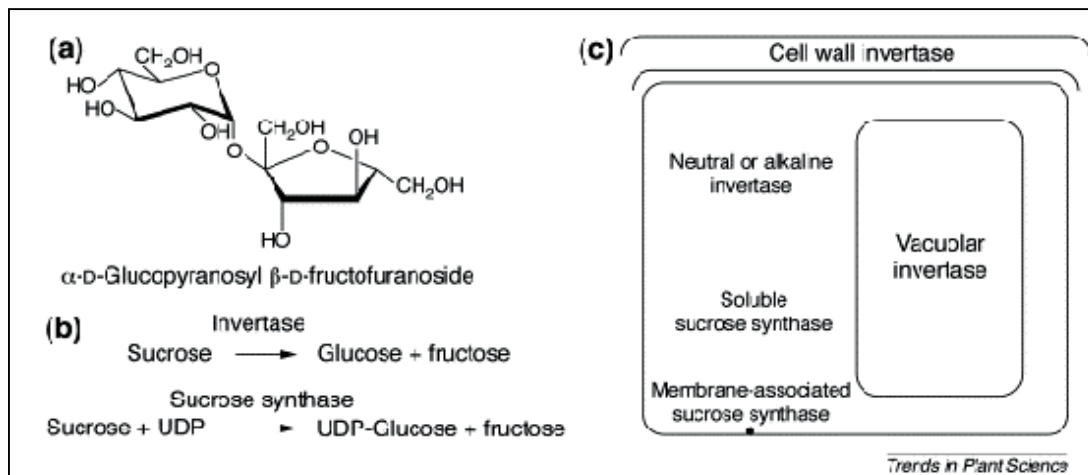 (a)
CH₂OH
O
HO
HO
HO
OH
O
CH₂OH
O
OH
CH₂OH
HO
α-D-Glucopyranosyl β-D-fructofuranoside
(b)
Invertase
Sucrose → Glucose + fructose
Sucrose synthase
Sucrose + UDP UDP-Glucose + fructose
(c)
Cell wall invertase
Neutral or alkaline
invertase
Vacuolar
invertase
Soluble
sucrose synthase
Membrane-associated
sucrose synthase
Trends in Plant Science